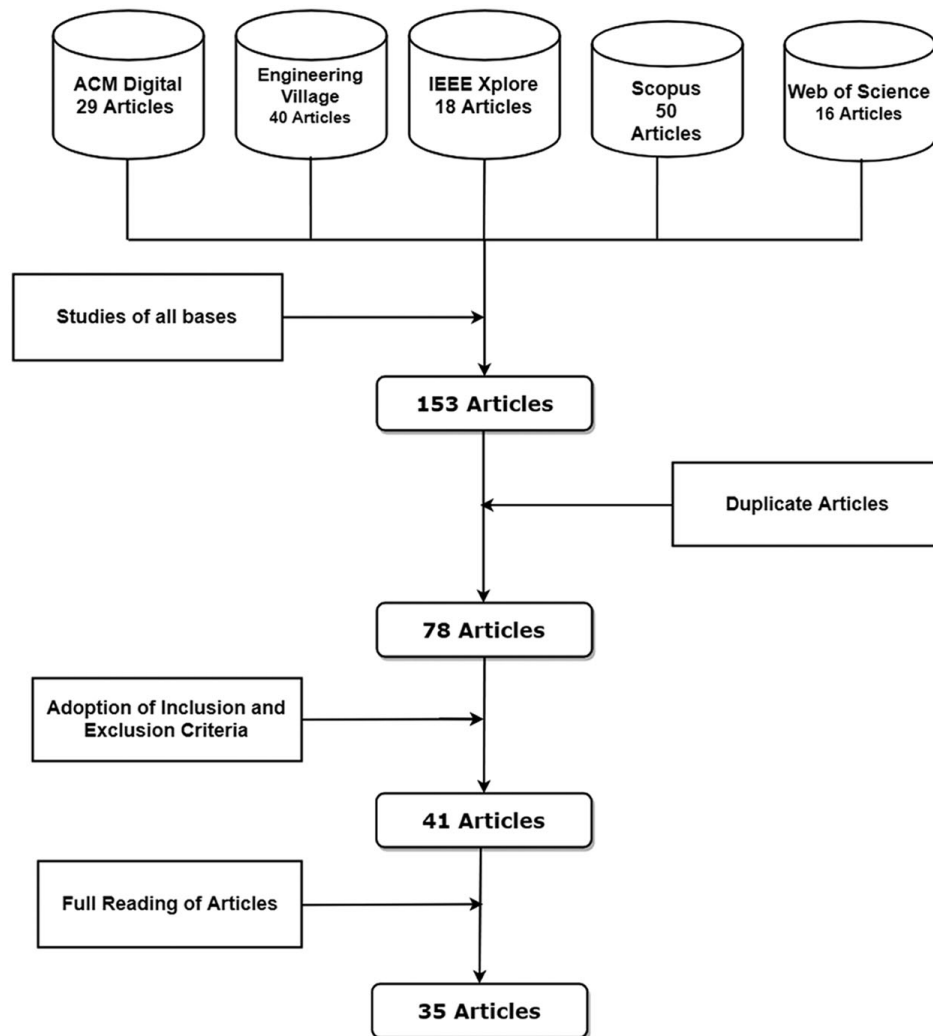 ACM Digital
29 Articles
Engineering
Village
40 Articles
IEEE Xplore
18 Articles
Scopus
50
Articles
Web of Science
16 Articles
Studies of all bases
153 Articles
Duplicate Articles
78 Articles
Adoption of Inclusion and
Exclusion Criteria
41 Articles
Full Reading of Articles
35 Articles